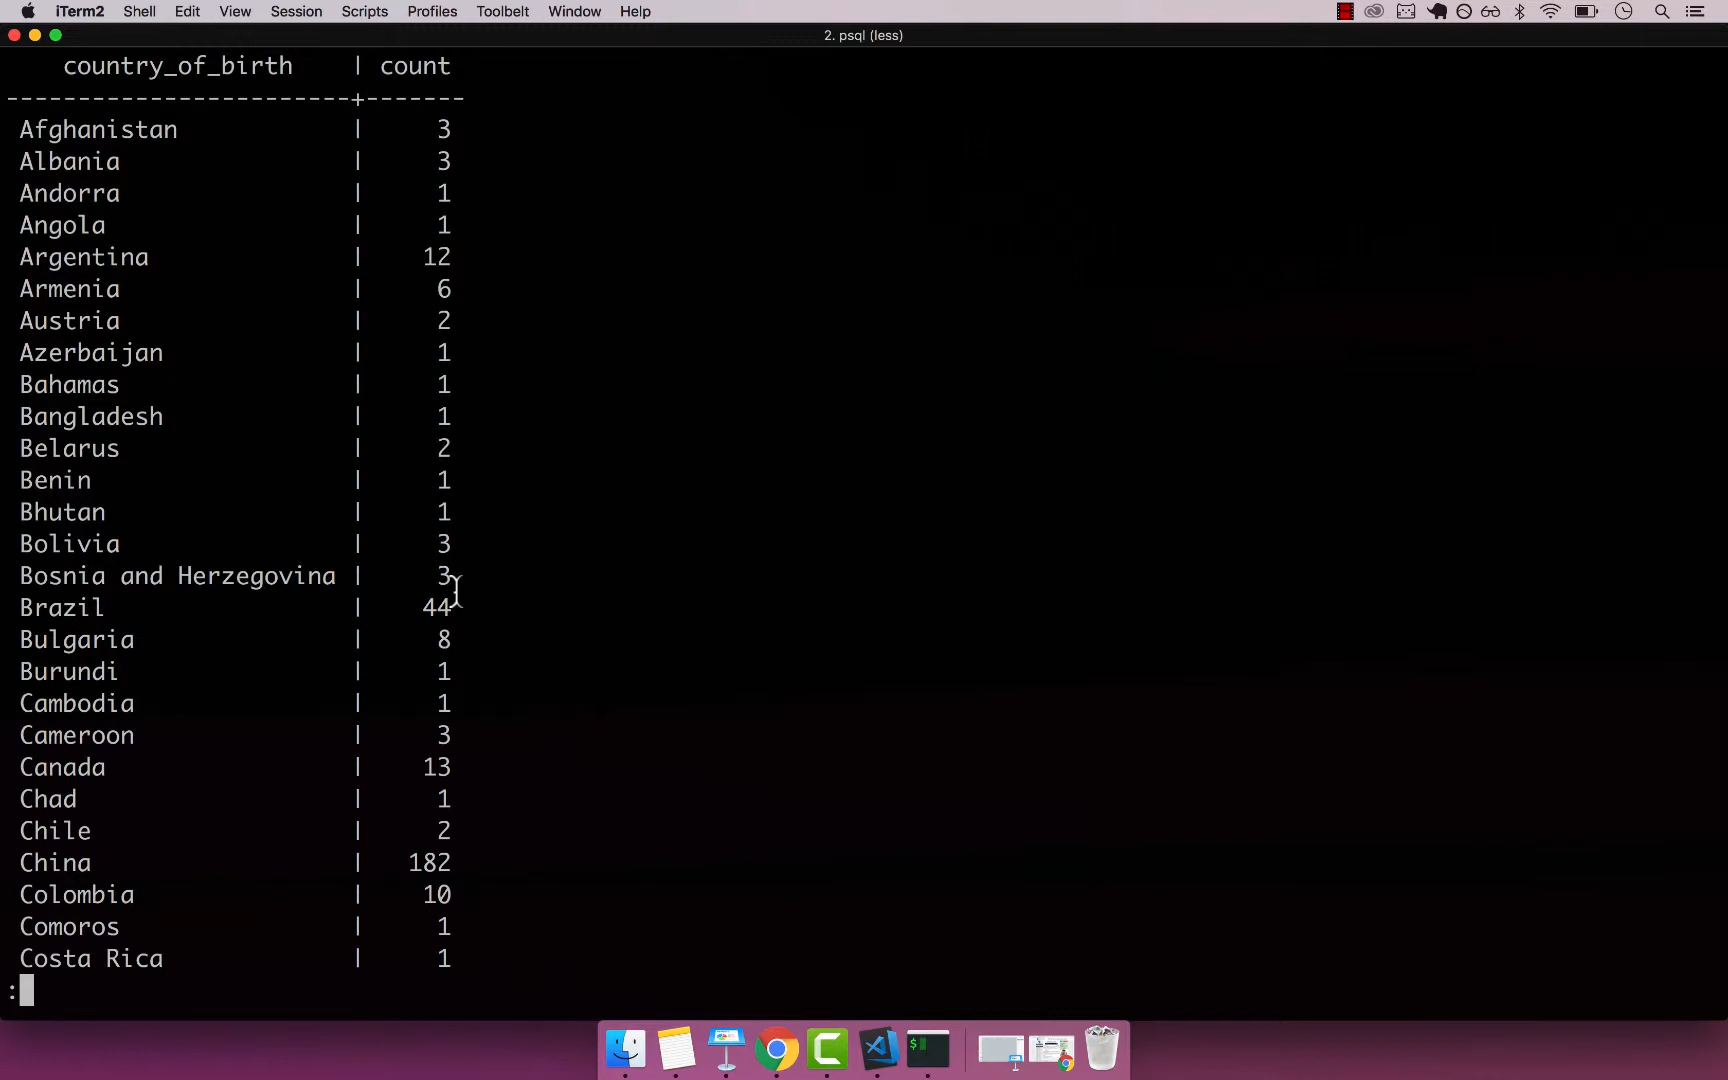 iTerm2 Shell Edit View Session Scripts Profiles Toolbelt Window Help
2. psql (less)
country_of_birth | count
------------------------+-------
Afghanistan | 3
Albania | 3
Andorra | 1
Angola | 1
Argentina | 12
Armenia | 6
Austria | 2
Azerbaijan | 1
Bahamas | 1
Bangladesh | 1
Belarus | 2
Benin | 1
Bhutan | 1
Bolivia | 3
Bosnia and Herzegovina | 3
Brazil | 44
Bulgaria | 8
Burundi | 1
Cambodia | 1
Cameroon | 3
Canada | 13
Chad | 1
Chile | 2
China | 182
Colombia | 10
Comoros | 1
Costa Rica | 1
: